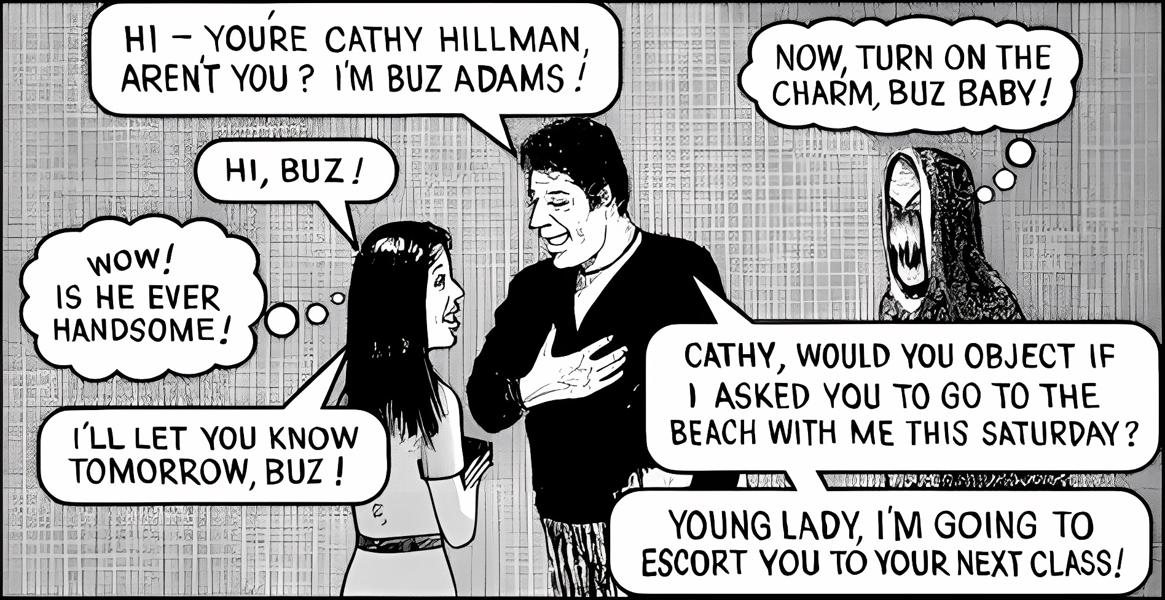 HI – YOU'RE CATHY HILLMAN,
AREN'T YOU? I'M BUZ ADAMS!
NOW, TURN ON THE
CHARM, BUZ BABY!
HI, BUZ!
WOW!
IS HE EVER
HANDSOME!
CATHY, WOULD YOU OBJECT IF
I ASKED YOU TO GO TO THE
BEACH WITH ME THIS SATURDAY?
I'LL LET YOU KNOW
TOMORROW, BUZ!
YOUNG LADY, I'M GOING TO
ESCORT YOU TO YOUR NEXT CLASS!